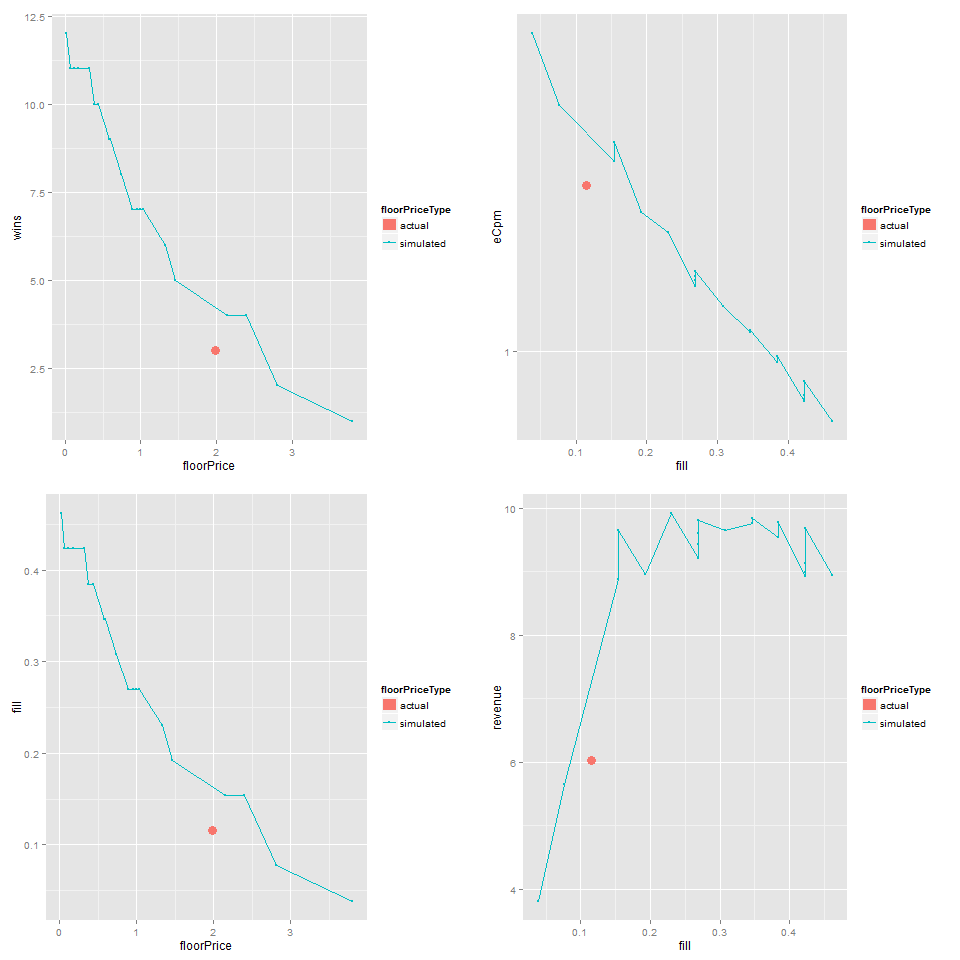 12.5
10.0
7.5
5.0
2.5
wins
0 1 2 3
floorPrice
floorPriceType
actual
simulated
1
eCpm
0.1 0.2 0.3 0.4
fill
floorPriceType
actual
simulated
0.4
0.3
0.2
0.1
fill
0 1 2 3
floorPrice
floorPriceType
actual
simulated
10
8
6
4
revenue
0.1 0.2 0.3 0.4
fill
floorPriceType
actual
simulated